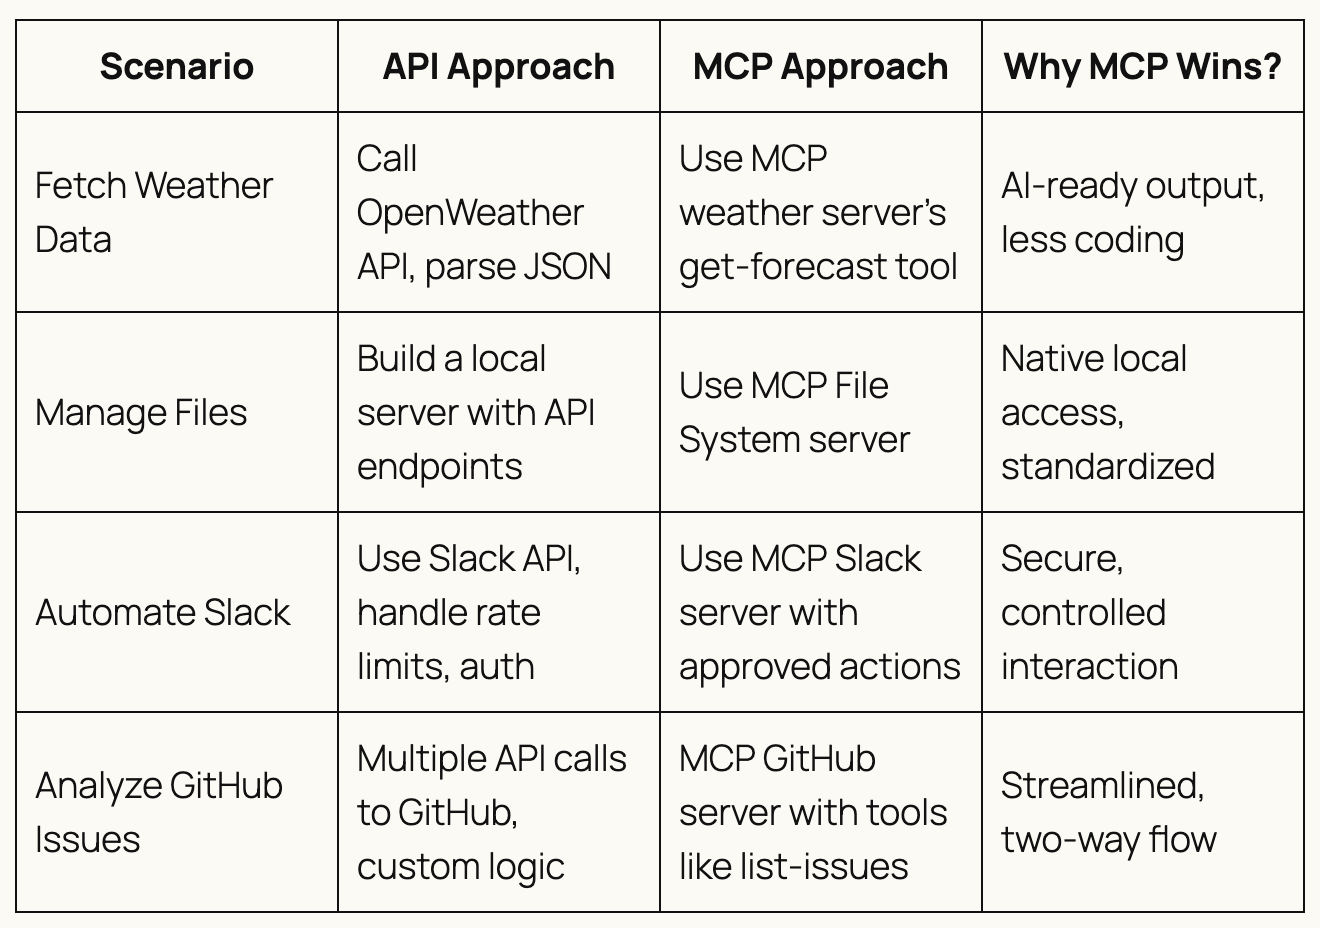 Scenario
API Approach
MCP Approach
Why MCP Wins?
Fetch Weather
Data
Call
OpenWeather
API, parse JSON
Use MCP
weather server’s
get-forecast tool
AI-ready output,
less coding
Manage Files
Build a local
server with API
endpoints
Use MCP File
System server
Native local
access,
standardized
Automate Slack
Use Slack API,
handle rate
limits, auth
Use MCP Slack
server with
approved actions
Secure,
controlled
interaction
Analyze GitHub
Issues
Multiple API calls
to GitHub,
custom logic
MCP GitHub
server with tools
like list-issues
Streamlined,
two-way flow